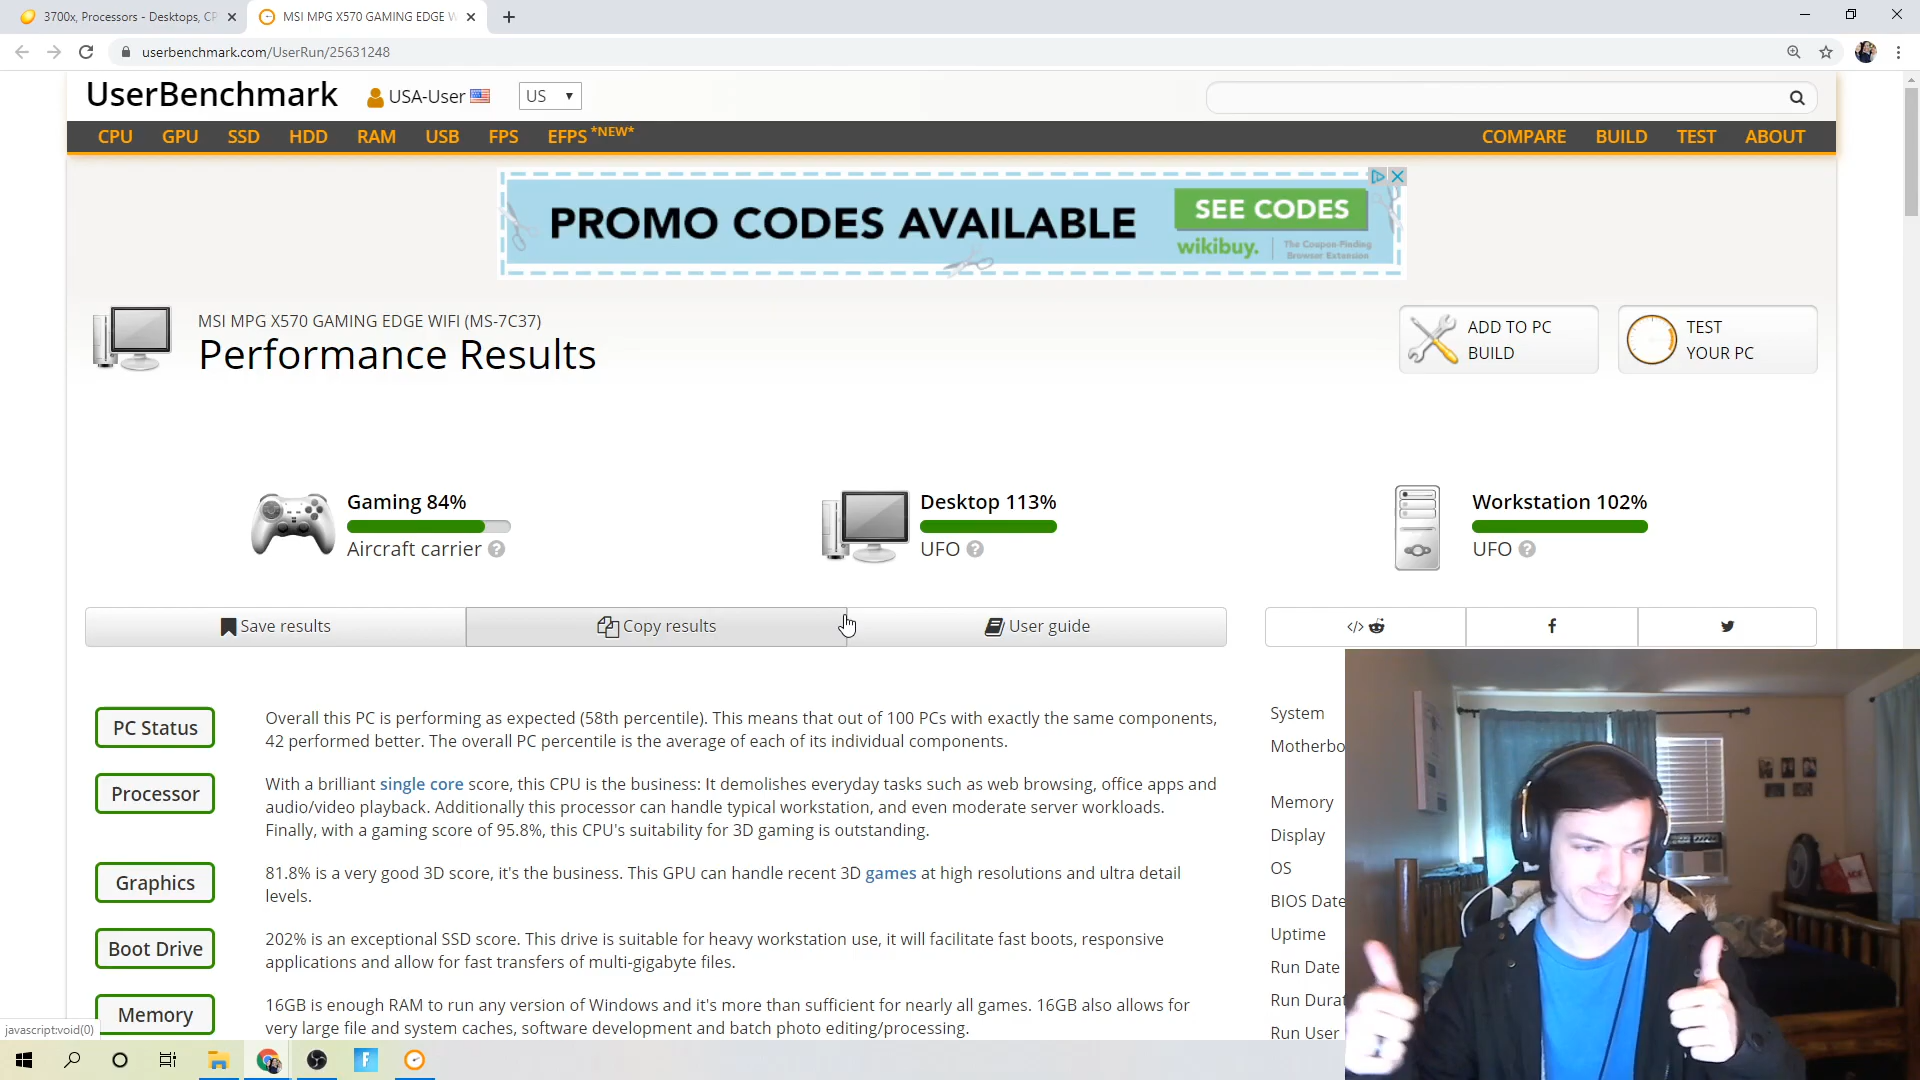 3700x, Processors - Desktops, CP
MSI MPG X570 GAMING EDGE W
userbenchmark.com/UserRun/25631248
UserBenchmark
USA-User
US
CPU GPU SSD HDD RAM USB FPS EFPS *NEW*
COMPARE BUILD TEST ABOUT
PROMO CODES AVAILABLE
SEE CODES
wikibuy.
The Coupon-Finding
Browser Extension
MSI MPG X570 GAMING EDGE WIFI (MS-7C37)
Performance Results
ADD TO PC
BUILD
TEST
YOUR PC
Gaming 84%
Aircraft carrier ?
Desktop 113%
UFO ?
Workstation 102%
UFO ?
Save results
Copy results
User guide
</>
f
PC Status
Overall this PC is performing as expected (58th percentile). This means that out of 100 PCs with exactly the same components,
42 performed better. The overall PC percentile is the average of each of its individual components.
Processor
With a brilliant single core score, this CPU is the business: It demolishes everyday tasks such as web browsing, office apps and
audio/video playback. Additionally this processor can handle typical workstation, and even moderate server workloads.
Finally, with a gaming score of 95.8%, this CPU's suitability for 3D gaming is outstanding.
Graphics
81.8% is a very good 3D score, it's the business. This GPU can handle recent 3D games at high resolutions and ultra detail
levels.
Boot Drive
202% is an exceptional SSD score. This drive is suitable for heavy workstation use, it will facilitate fast boots, responsive
applications and allow for fast transfers of multi-gigabyte files.
Memory
16GB is enough RAM to run any version of Windows and it's more than sufficient for nearly all games. 16GB also allows for
very large file and system caches, software development and batch photo editing/processing.
System
Motherbo
Memory
Display
OS
BIOS Date
Uptime
Run Date
Run Durat
Run User
javascript:void(0)